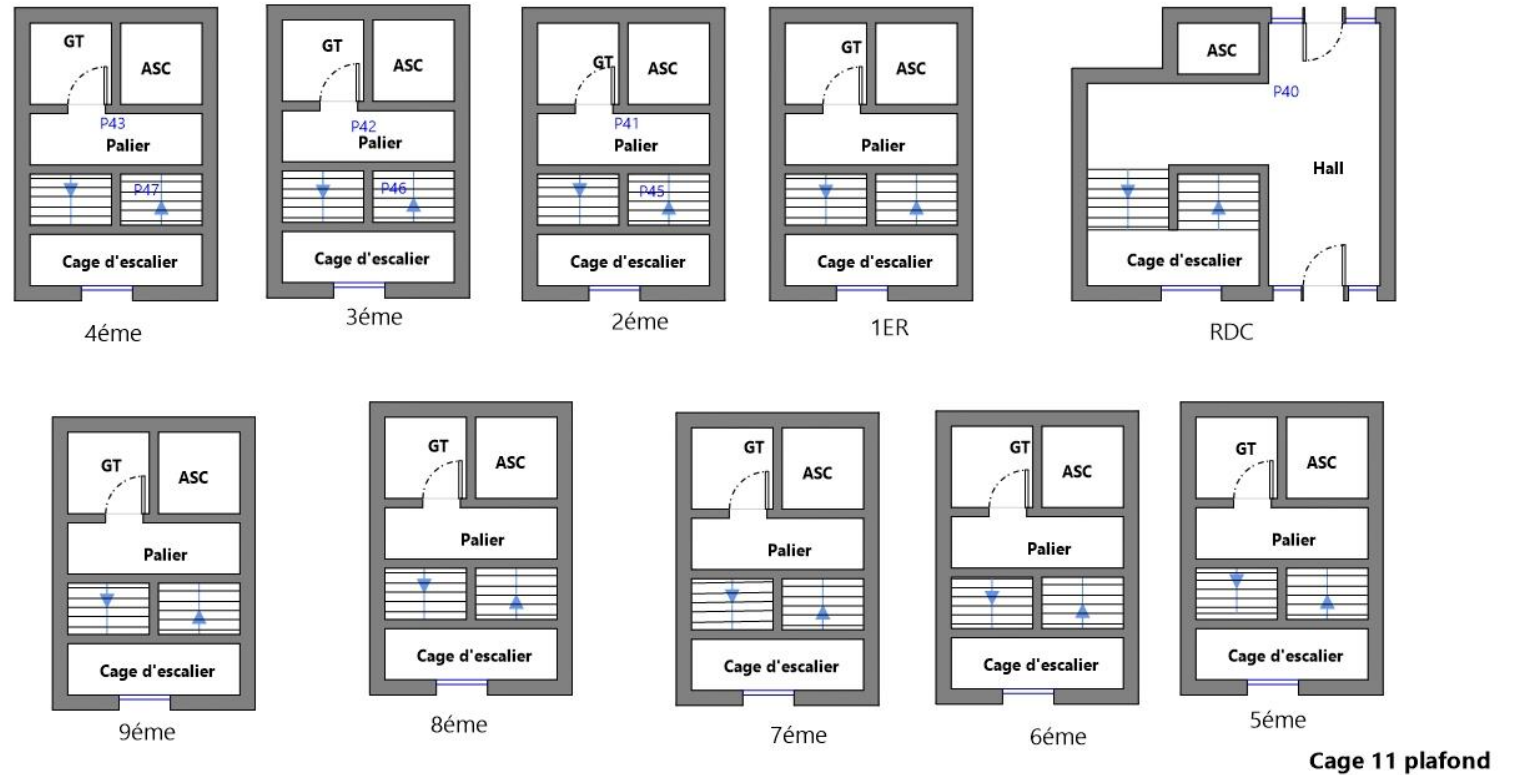 GT
ASC
P43
Palier
P47
Cage d'escalier
4éme
GT
ASC
P42
Palier
P46
Cage d'escalier
3éme
GT
ASC
P41
Palier
P45
Cage d'escalier
2éme
GT
ASC
Palier
Cage d'escalier
1ER
ASC
P40
Hall
Cage d'escalier
RDC
GT
ASC
Palier
Cage d'escalier
9éme
GT
ASC
Palier
Cage d'escalier
8éme
GT
ASC
Palier
Cage d'escalier
7éme
GT
ASC
Palier
Cage d'escalier
6éme
GT
ASC
Palier
Cage d'escalier
5éme
Cage 11 plafond